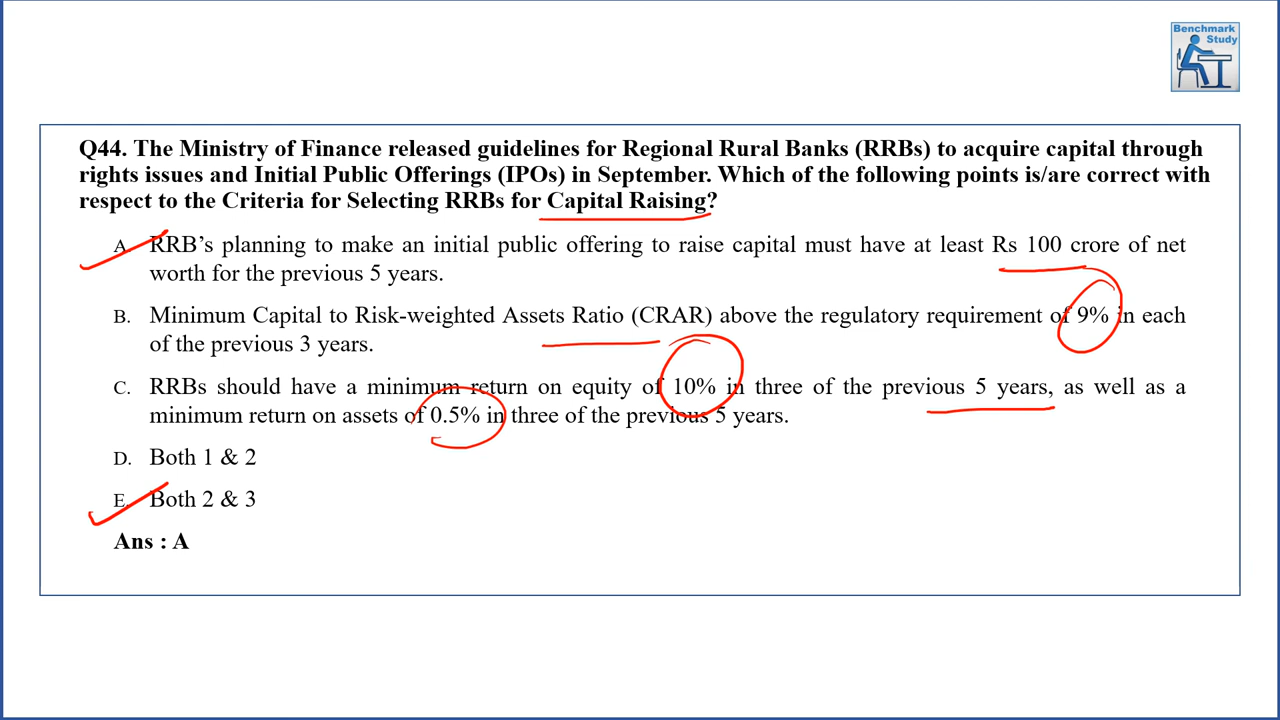 Benchmark
Study
Q44. The Ministry of Finance released guidelines for Regional Rural Banks (RRBs) to acquire capital through
rights issues and Initial Public Offerings (IPOs) in September. Which of the following points is/are correct with
respect to the Criteria for Selecting RRBs for Capital Raising?
A. RRB's planning to make an initial public offering to raise capital must have at least Rs 100 crore of net
worth for the previous 5 years.
B. Minimum Capital to Risk-weighted Assets Ratio (CRAR) above the regulatory requirement of 9% in each
of the previous 3 years.
C. RRBs should have a minimum return on equity of 10% in three of the previous 5 years, as well as a
minimum return on assets of 0.5% in three of the previous 5 years.
D. Both 1 & 2
E. Both 2 & 3
Ans : A